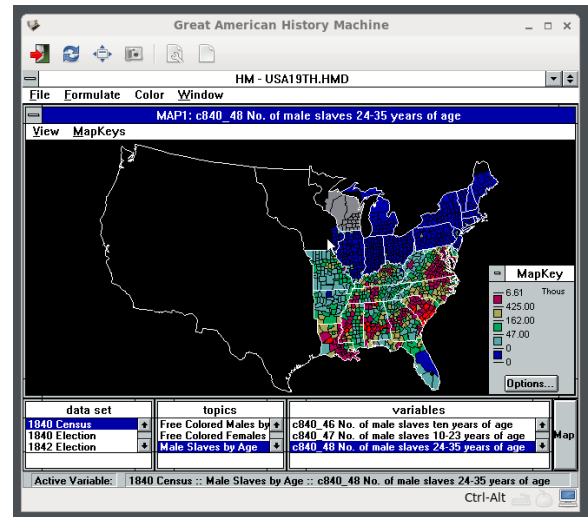 Great American History Machine
HM - USA19TH.HMD
File Formulate Color Window
MAP1: c840_48 No. of male slaves 24-35 years of age
View MapKeys
MapKey
6.61 Thous
425.00
162.00
47.00
0
0
Options...
data set
1840 Census
1840 Election
1842 Election
topics
Free Colored Males by
Free Colored Females
Male Slaves by Age
variables
c840_46 No. of male slaves ten years of age
c840_47 No. of male slaves 10-23 years of age
c840_48 No. of male slaves 24-35 years of age
Map
Active Variable: 1840 Census :: Male Slaves by Age :: c840_48 No. of male slaves 24-35 years of age
Ctrl-Alt